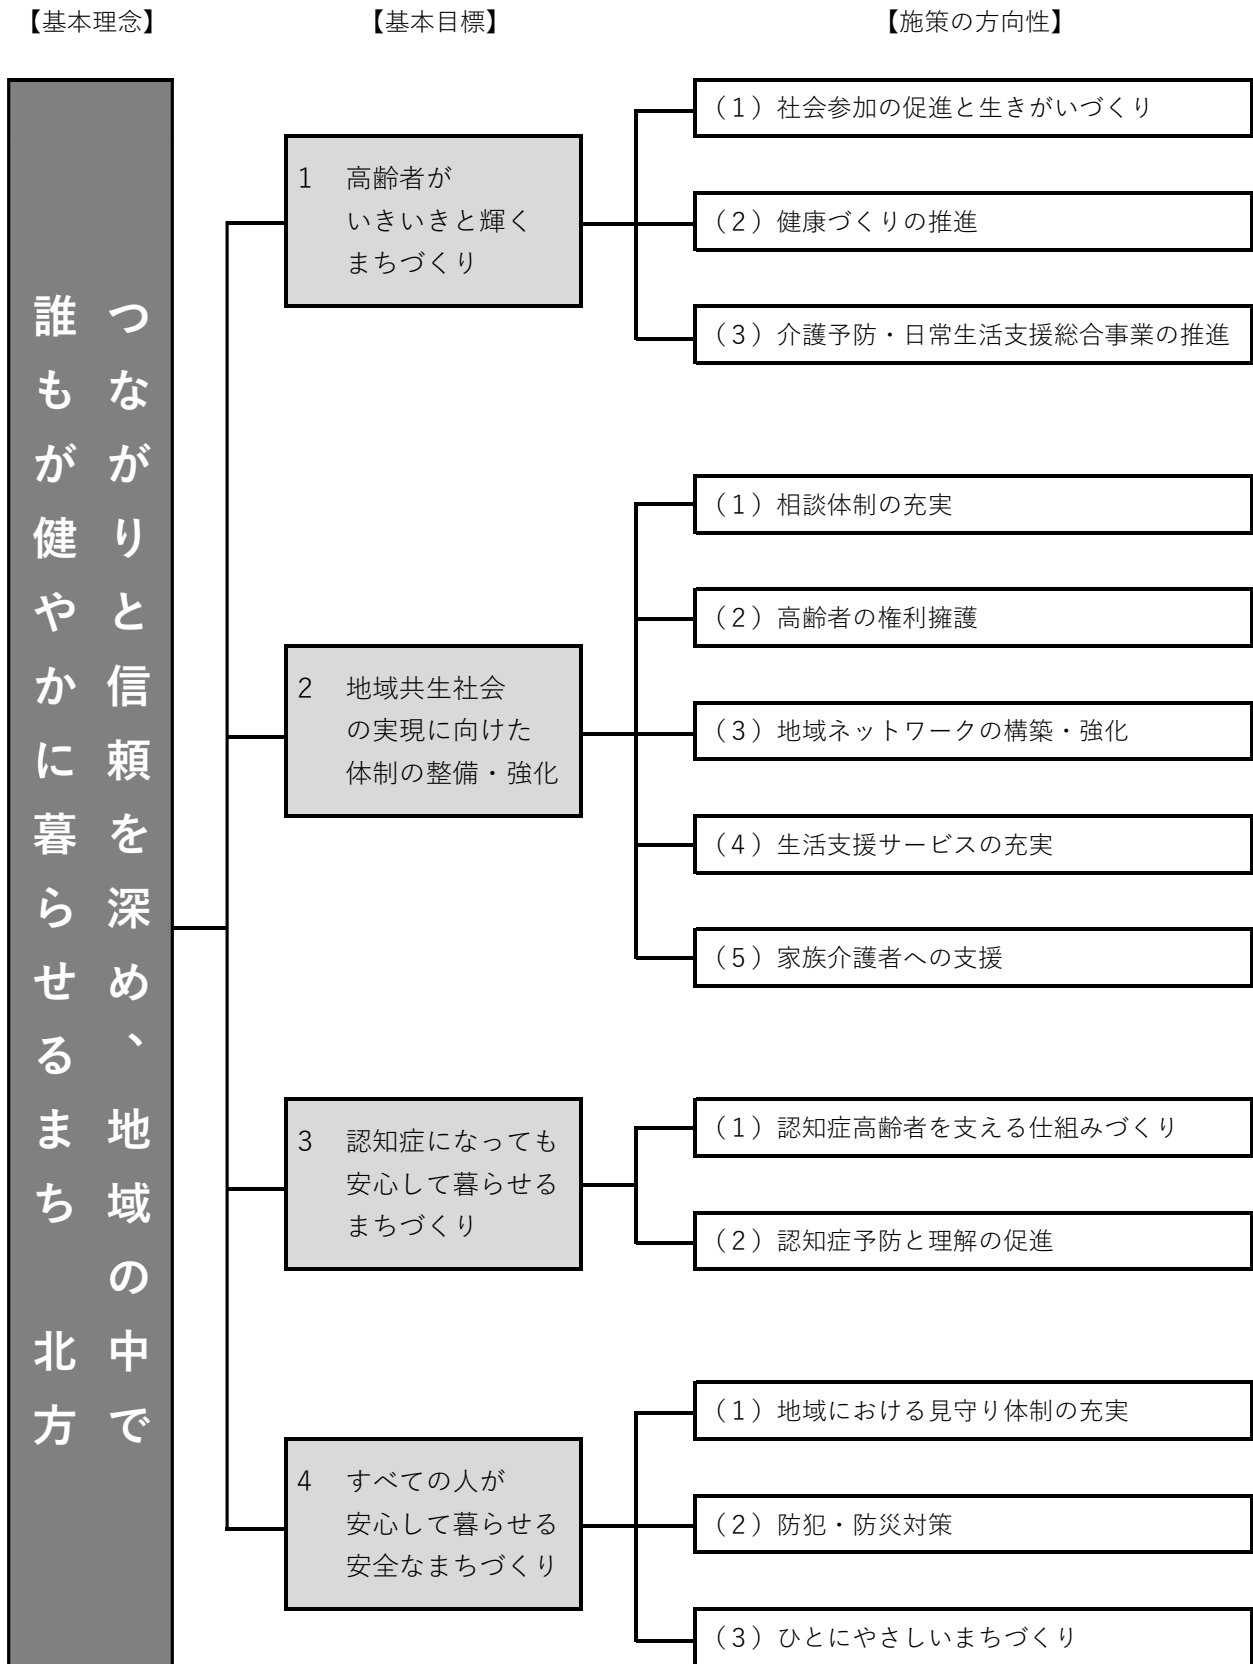 【基本理念】
【基本目標】
【施策の方向性】
つながりと信頼を深め、地域の中で
誰もが健やかに暮らせるまち　北方
1　高齢者が
いきいきと輝く
まちづくり
（1）社会参加の促進と生きがいづくり
（2）健康づくりの推進
（3）介護予防・日常生活支援総合事業の推進
2　地域共生社会
の実現に向けた
体制の整備・強化
（1）相談体制の充実
（2）高齢者の権利擁護
（3）地域ネットワークの構築・強化
（4）生活支援サービスの充実
（5）家族介護者への支援
3　認知症になっても
安心して暮らせる
まちづくり
（1）認知症高齢者を支える仕組みづくり
（2）認知症予防と理解の促進
4　すべての人が
安心して暮らせる
安全なまちづくり
（1）地域における見守り体制の充実
（2）防犯・防災対策
（3）ひとにやさしいまちづくり